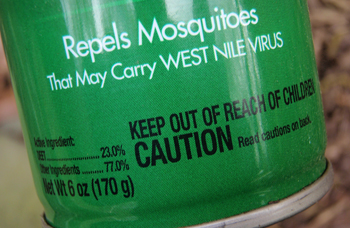 Repels Mosquitoes
That May Carry WEST NILE VIRUS
Active Ingredient:
DEET .................. 23.0%
Other Ingredients ........ 77.0%
Net Wt 6 oz (170 g)
KEEP OUT OF REACH OF CHILDREN
CAUTION Read cautions on back.